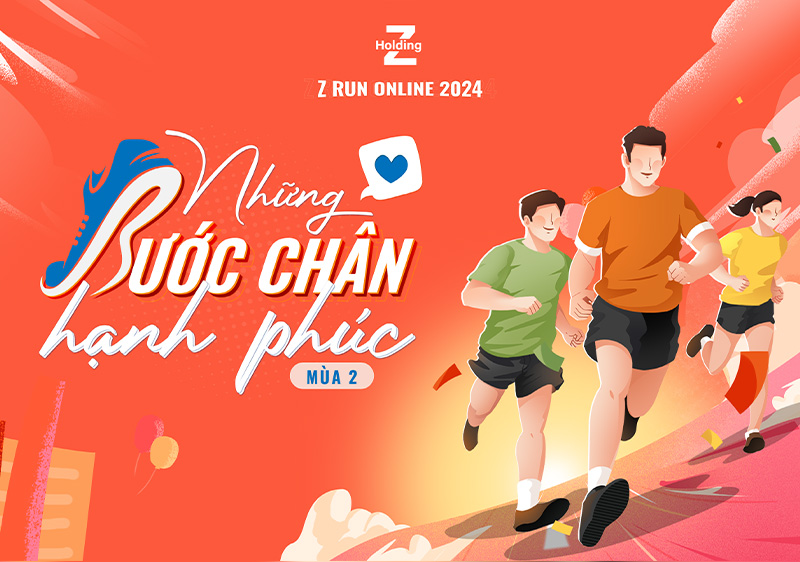 Z
Holding
Z RUN ONLINE 2024
Những
BƯỚC CHÂN
hạnh phúc
MÙA 2